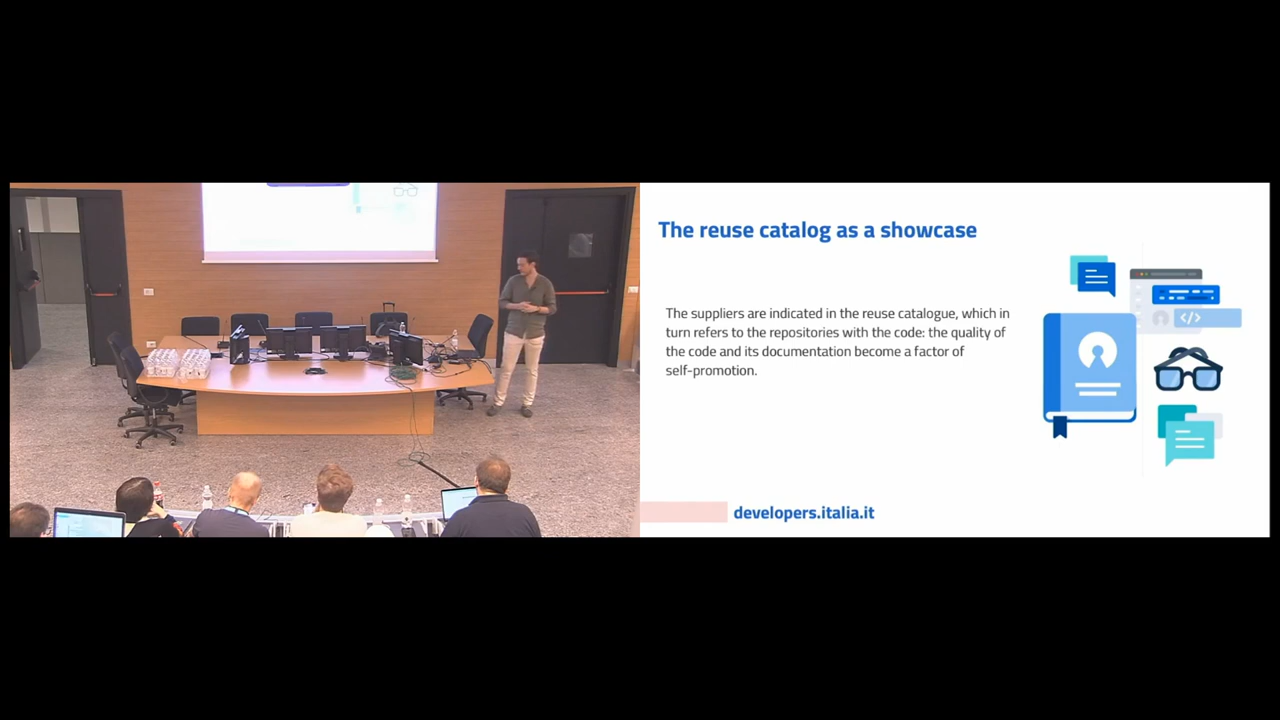 The reuse catalog as a showcase
The suppliers are indicated in the reuse catalogue, which in
turn refers to the repositories with the code: the quality of
the code and its documentation become a factor of
self-promotion.
</>
developers.italia.it